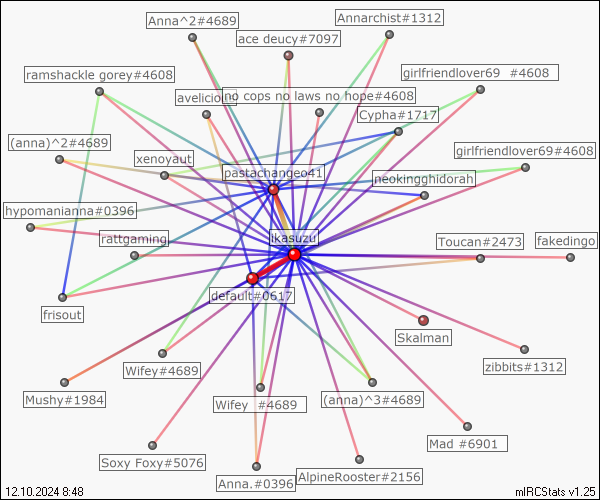 Anna^2#4689
Annarchist#1312
ace deucy#7097
ramshackle gorey#4608
girlfriendlover69 #4608
no cops no laws no hope#4608
Cypha#1717
(anna)^2#4689
xenoyaut
girlfriendlover69#4608
pastachangeo41
neokingghidorah
hypomanianna#0396
ikasuzu
rattgaming
Toucan#2473
fakedingo
default#0617
frisout
Skalman
zibbits#1312
Wifey#4689
Mushy#1984
Wifey #4689
(anna)^3#4689
Mad #6901
Soxy Foxy#5076
AlpineRooster#2156
Anna.#0396
12.10.2024 8:48
mIRCStats v1.25